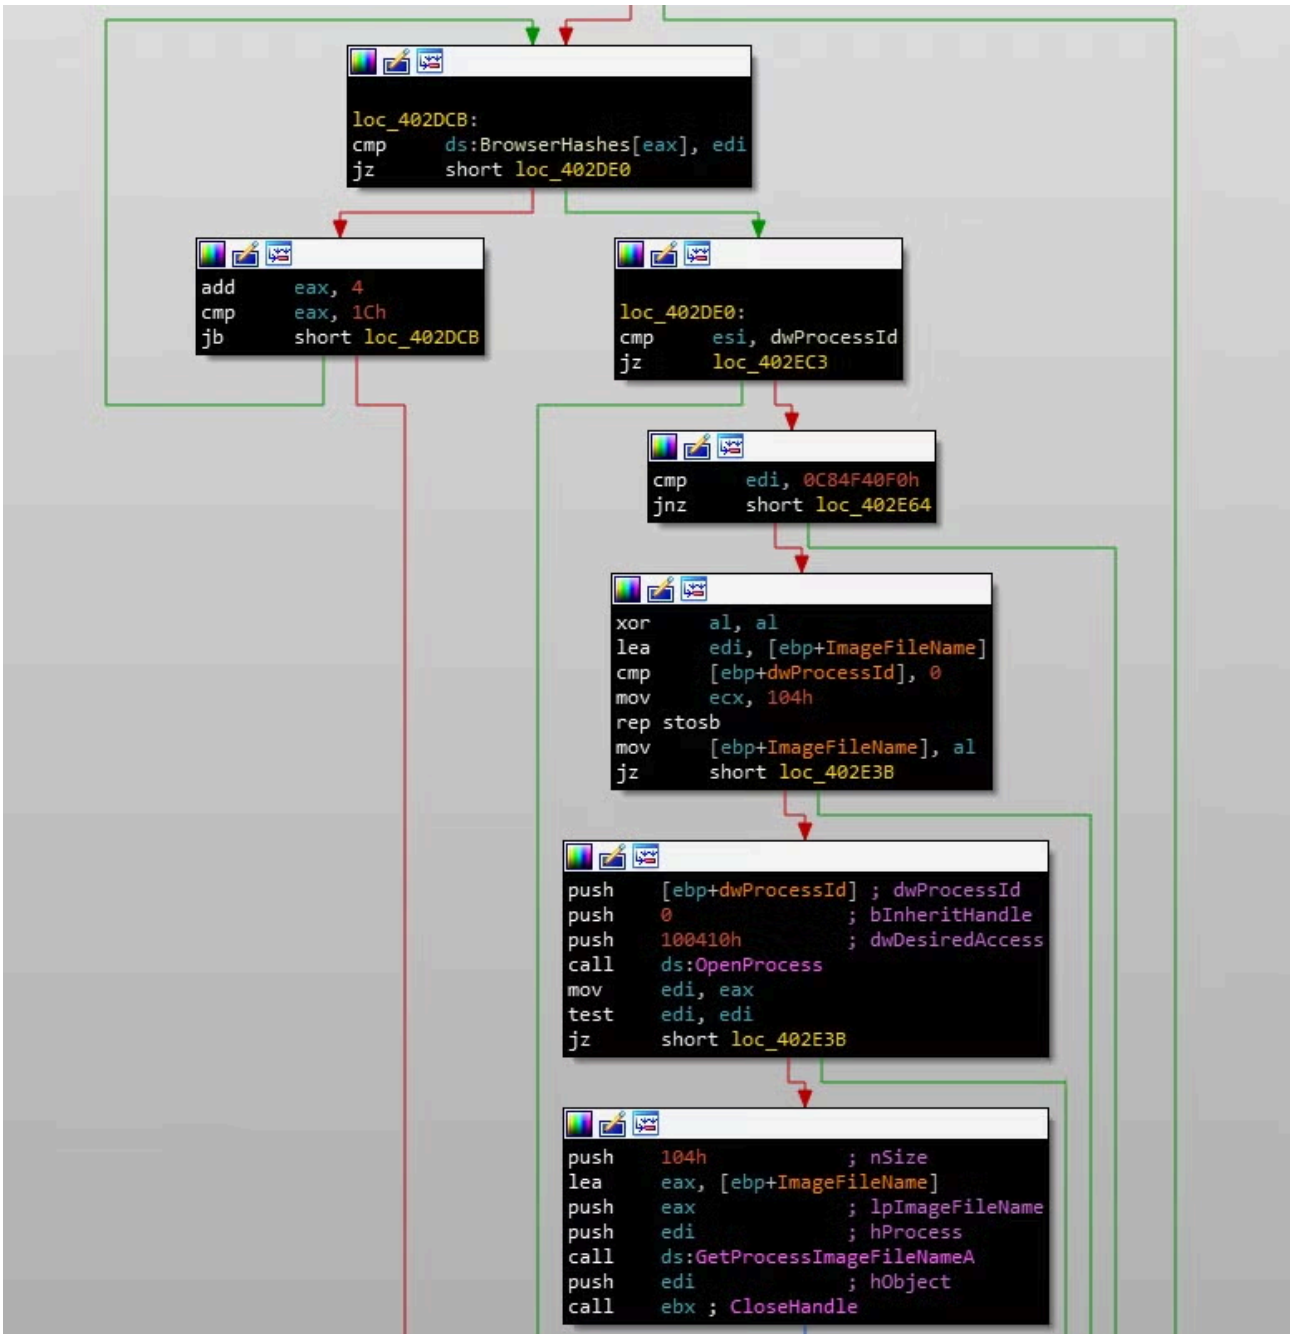 loc_402DCB:
cmp ds:BrowserHashes[eax], edi
jz short loc_402DE0
add eax, 4
cmp eax, 1Ch
jb short loc_402DCB
loc_402DE0:
cmp esi, dwProcessId
jz loc_402EC3
cmp edi, 0C84F40F0h
jnz short loc_402E64
xor al, al
lea edi, [ebp+ImageFileName]
cmp [ebp+dwProcessId], 0
mov ecx, 104h
rep stosb
mov [ebp+ImageFileName], al
jz short loc_402E3B
push [ebp+dwProcessId] ; dwProcessId
push 0 ; bInheritHandle
push 100410h ; dwDesiredAccess
call ds:OpenProcess
mov edi, eax
test edi, edi
jz short loc_402E3B
push 104h ; nSize
lea eax, [ebp+ImageFileName]
push eax ; lpImageFileName
push edi ; hProcess
call ds:GetProcessImageFileNameA
push edi ; hObject
call ebx ; CloseHandle